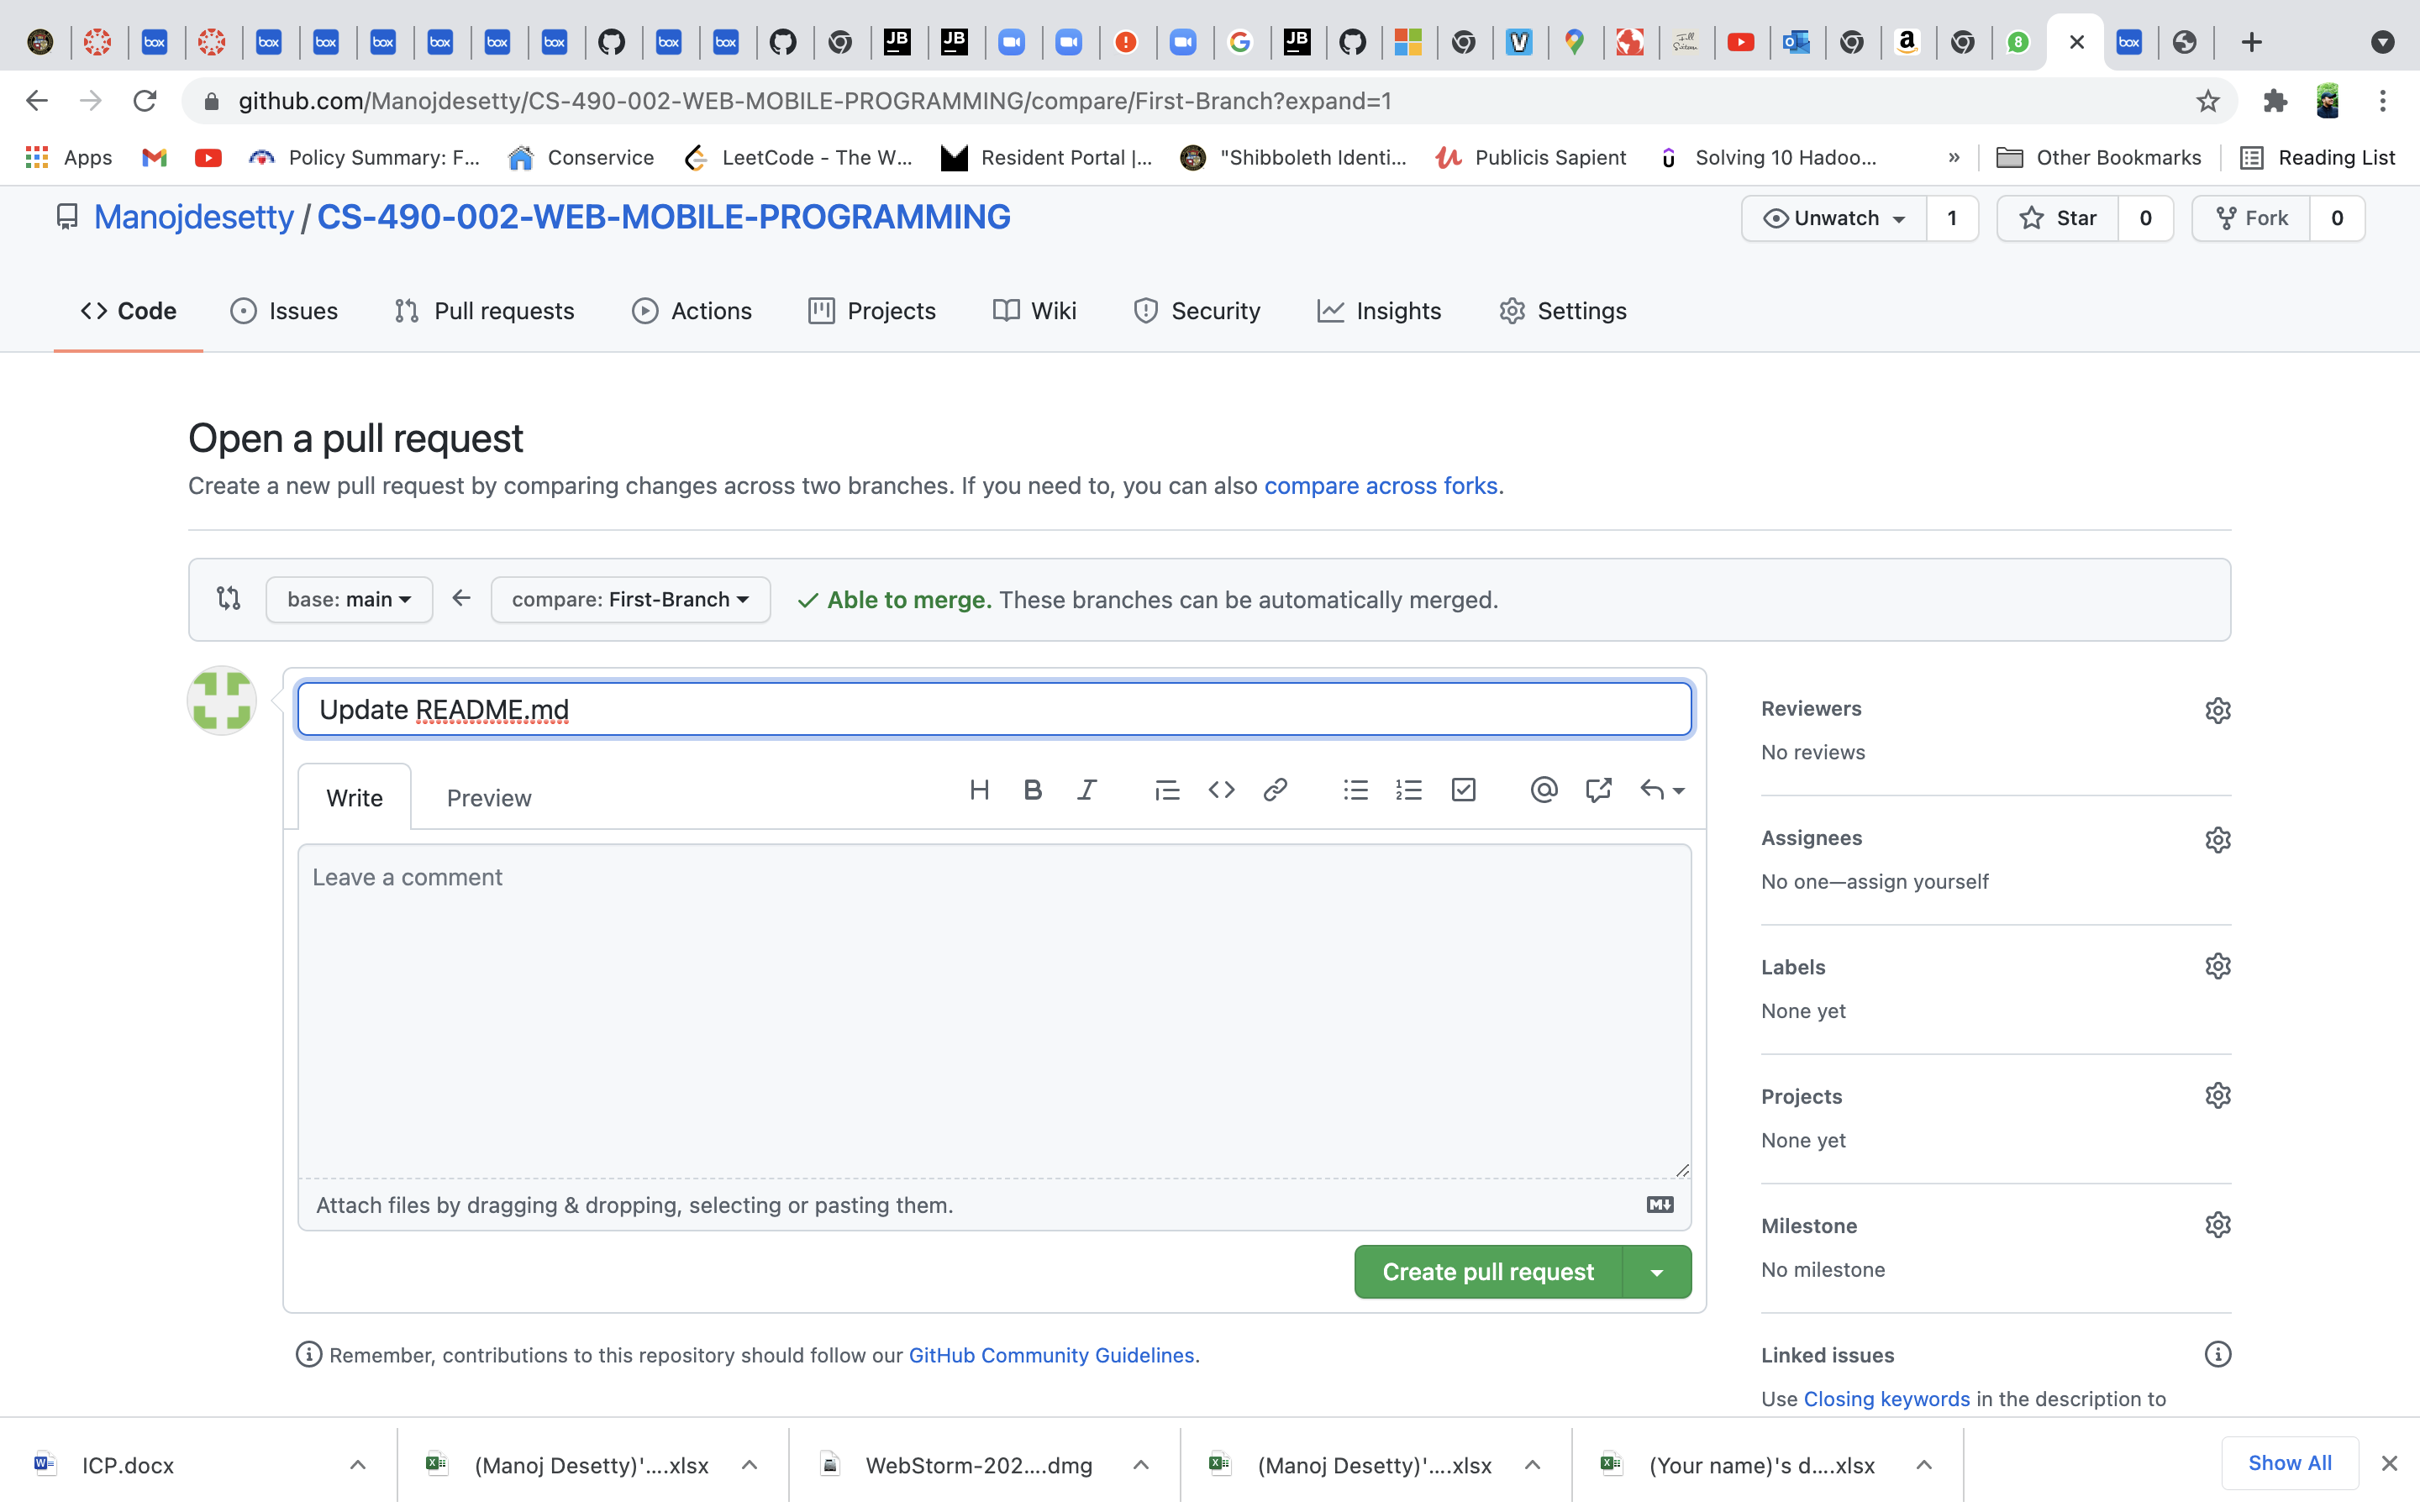 github.com/Manojdesetty/CS-490-002-WEB-MOBILE-PROGRAMMING/compare/First-Branch?expand=1
Apps Policy Summary: F... Conservice LeetCode - The W... Resident Portal |... "Shibboleth Identi... Publicis Sapient Solving 10 Hadoo... » Other Bookmarks Reading List
Manojdesetty / CS-490-002-WEB-MOBILE-PROGRAMMING Unwatch 1 Star 0 Fork 0
Code Issues Pull requests Actions Projects Wiki Security Insights Settings
Open a pull request
Create a new pull request by comparing changes across two branches. If you need to, you can also compare across forks.
base: main compare: First-Branch Able to merge. These branches can be automatically merged.
Update README.md
Write Preview
Leave a comment
Attach files by dragging & dropping, selecting or pasting them.
Create pull request
Remember, contributions to this repository should follow our GitHub Community Guidelines.
Reviewers
No reviews
Assignees
No one—assign yourself
Labels
None yet
Projects
None yet
Milestone
No milestone
Linked issues
Use Closing keywords in the description to
ICP.docx (Manoj Desetty)'....xlsx WebStorm-202....dmg (Manoj Desetty)'....xlsx (Your name)'s d....xlsx Show All